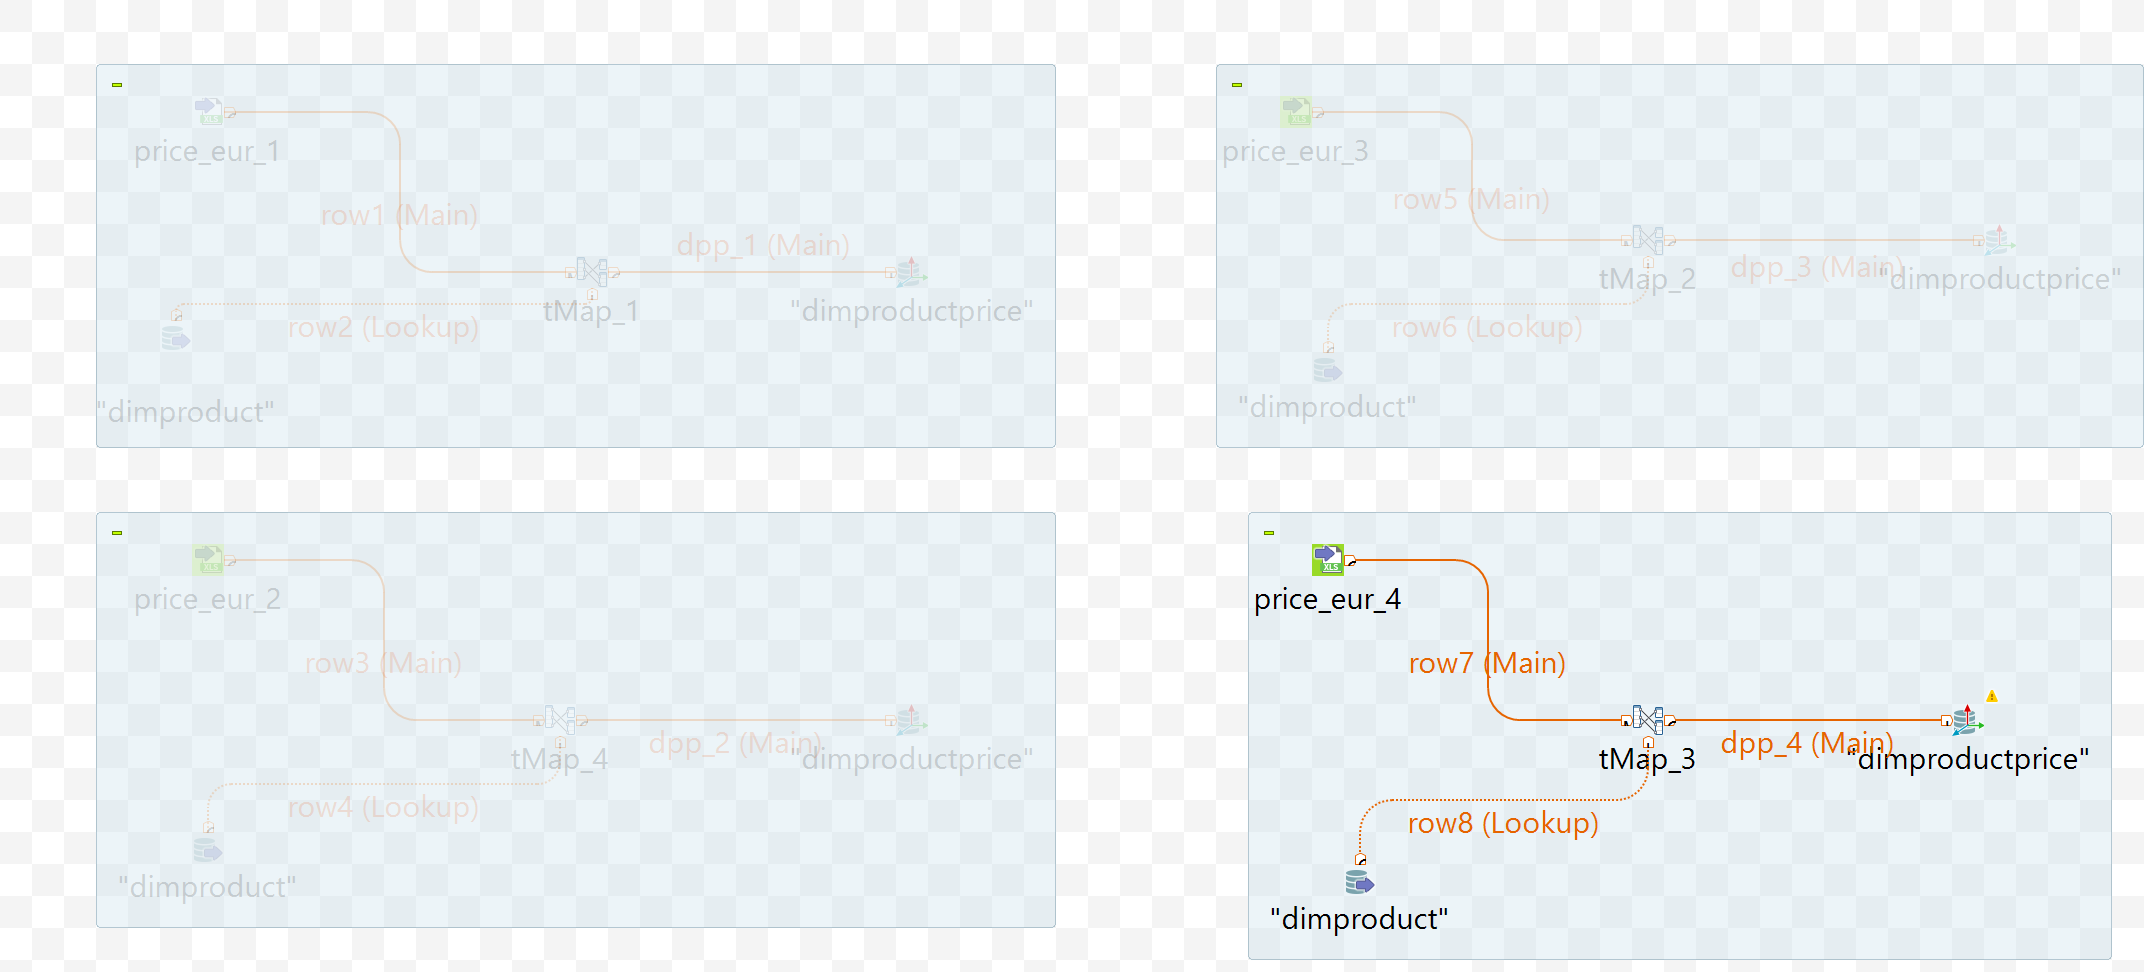 price_eur_1
row1 (Main)
dpp_1 (Main)
tMap_1
"dimproductprice"
row2 (Lookup)
"dimproduct"
price_eur_3
row5 (Main)
tMap_2
dpp_3 (Main)
"dimproductprice"
row6 (Lookup)
"dimproduct"
price_eur_2
row3 (Main)
tMap_4
dpp_2 (Main)
"dimproductprice"
row4 (Lookup)
"dimproduct"
XLS
price_eur_4
row7 (Main)
tMap_3
dpp_4 (Main)
"dimproductprice"
row8 (Lookup)
"dimproduct"